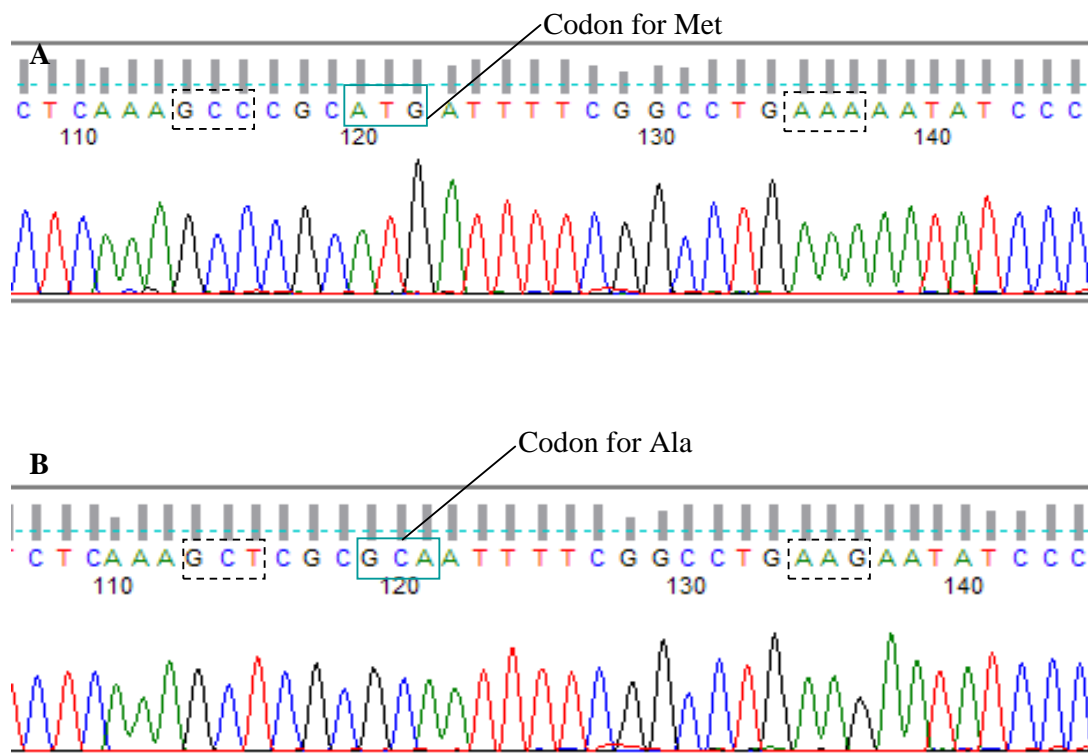 Codon for Met
A
C T C A A A G C C C G C A T G A T T T T C G G C C T G A A A A A T A T C C C
110 120 130 140
Codon for Ala
B
C T C A A A G C T C G C G C A A T T T T C G G C C T G A A G A A T A T C C C
110 120 130 140